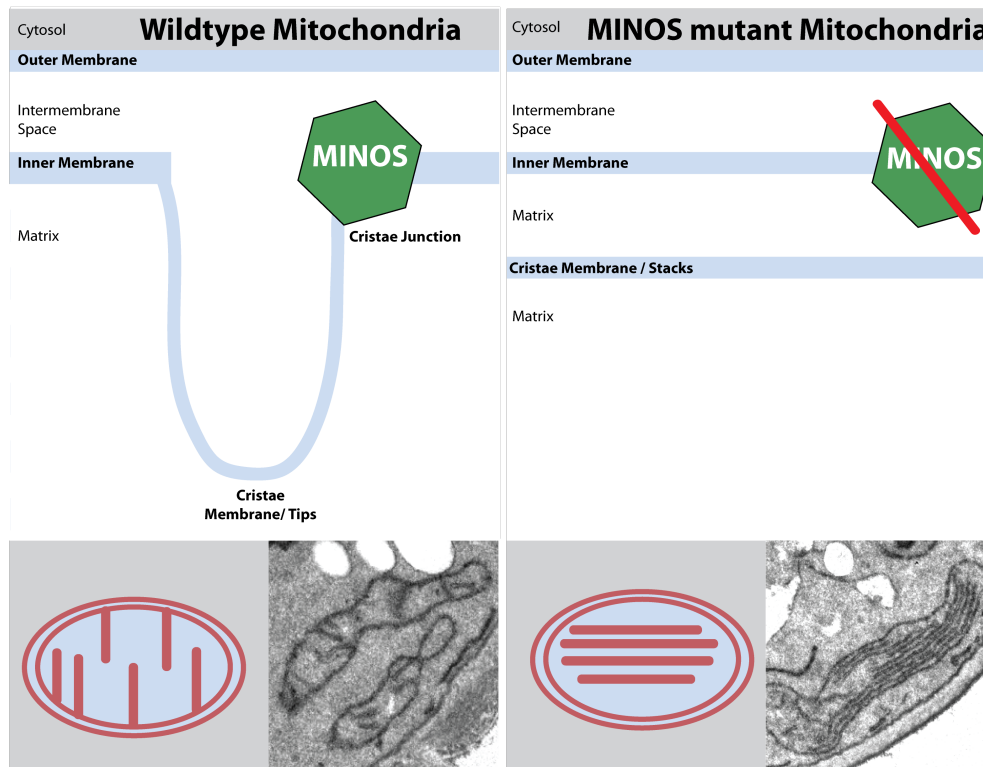 Cytosol
Wildtype Mitochondria
Outer Membrane
Intermembrane
Space
MINOS
Inner Membrane
Matrix
Cristae Junction
Cristae
Membrane/ Tips
Cytosol
MINOS mutant Mitochondria
Outer Membrane
Intermembrane
Space
MINOS
Inner Membrane
Matrix
Cristae Membrane / Stacks
Matrix